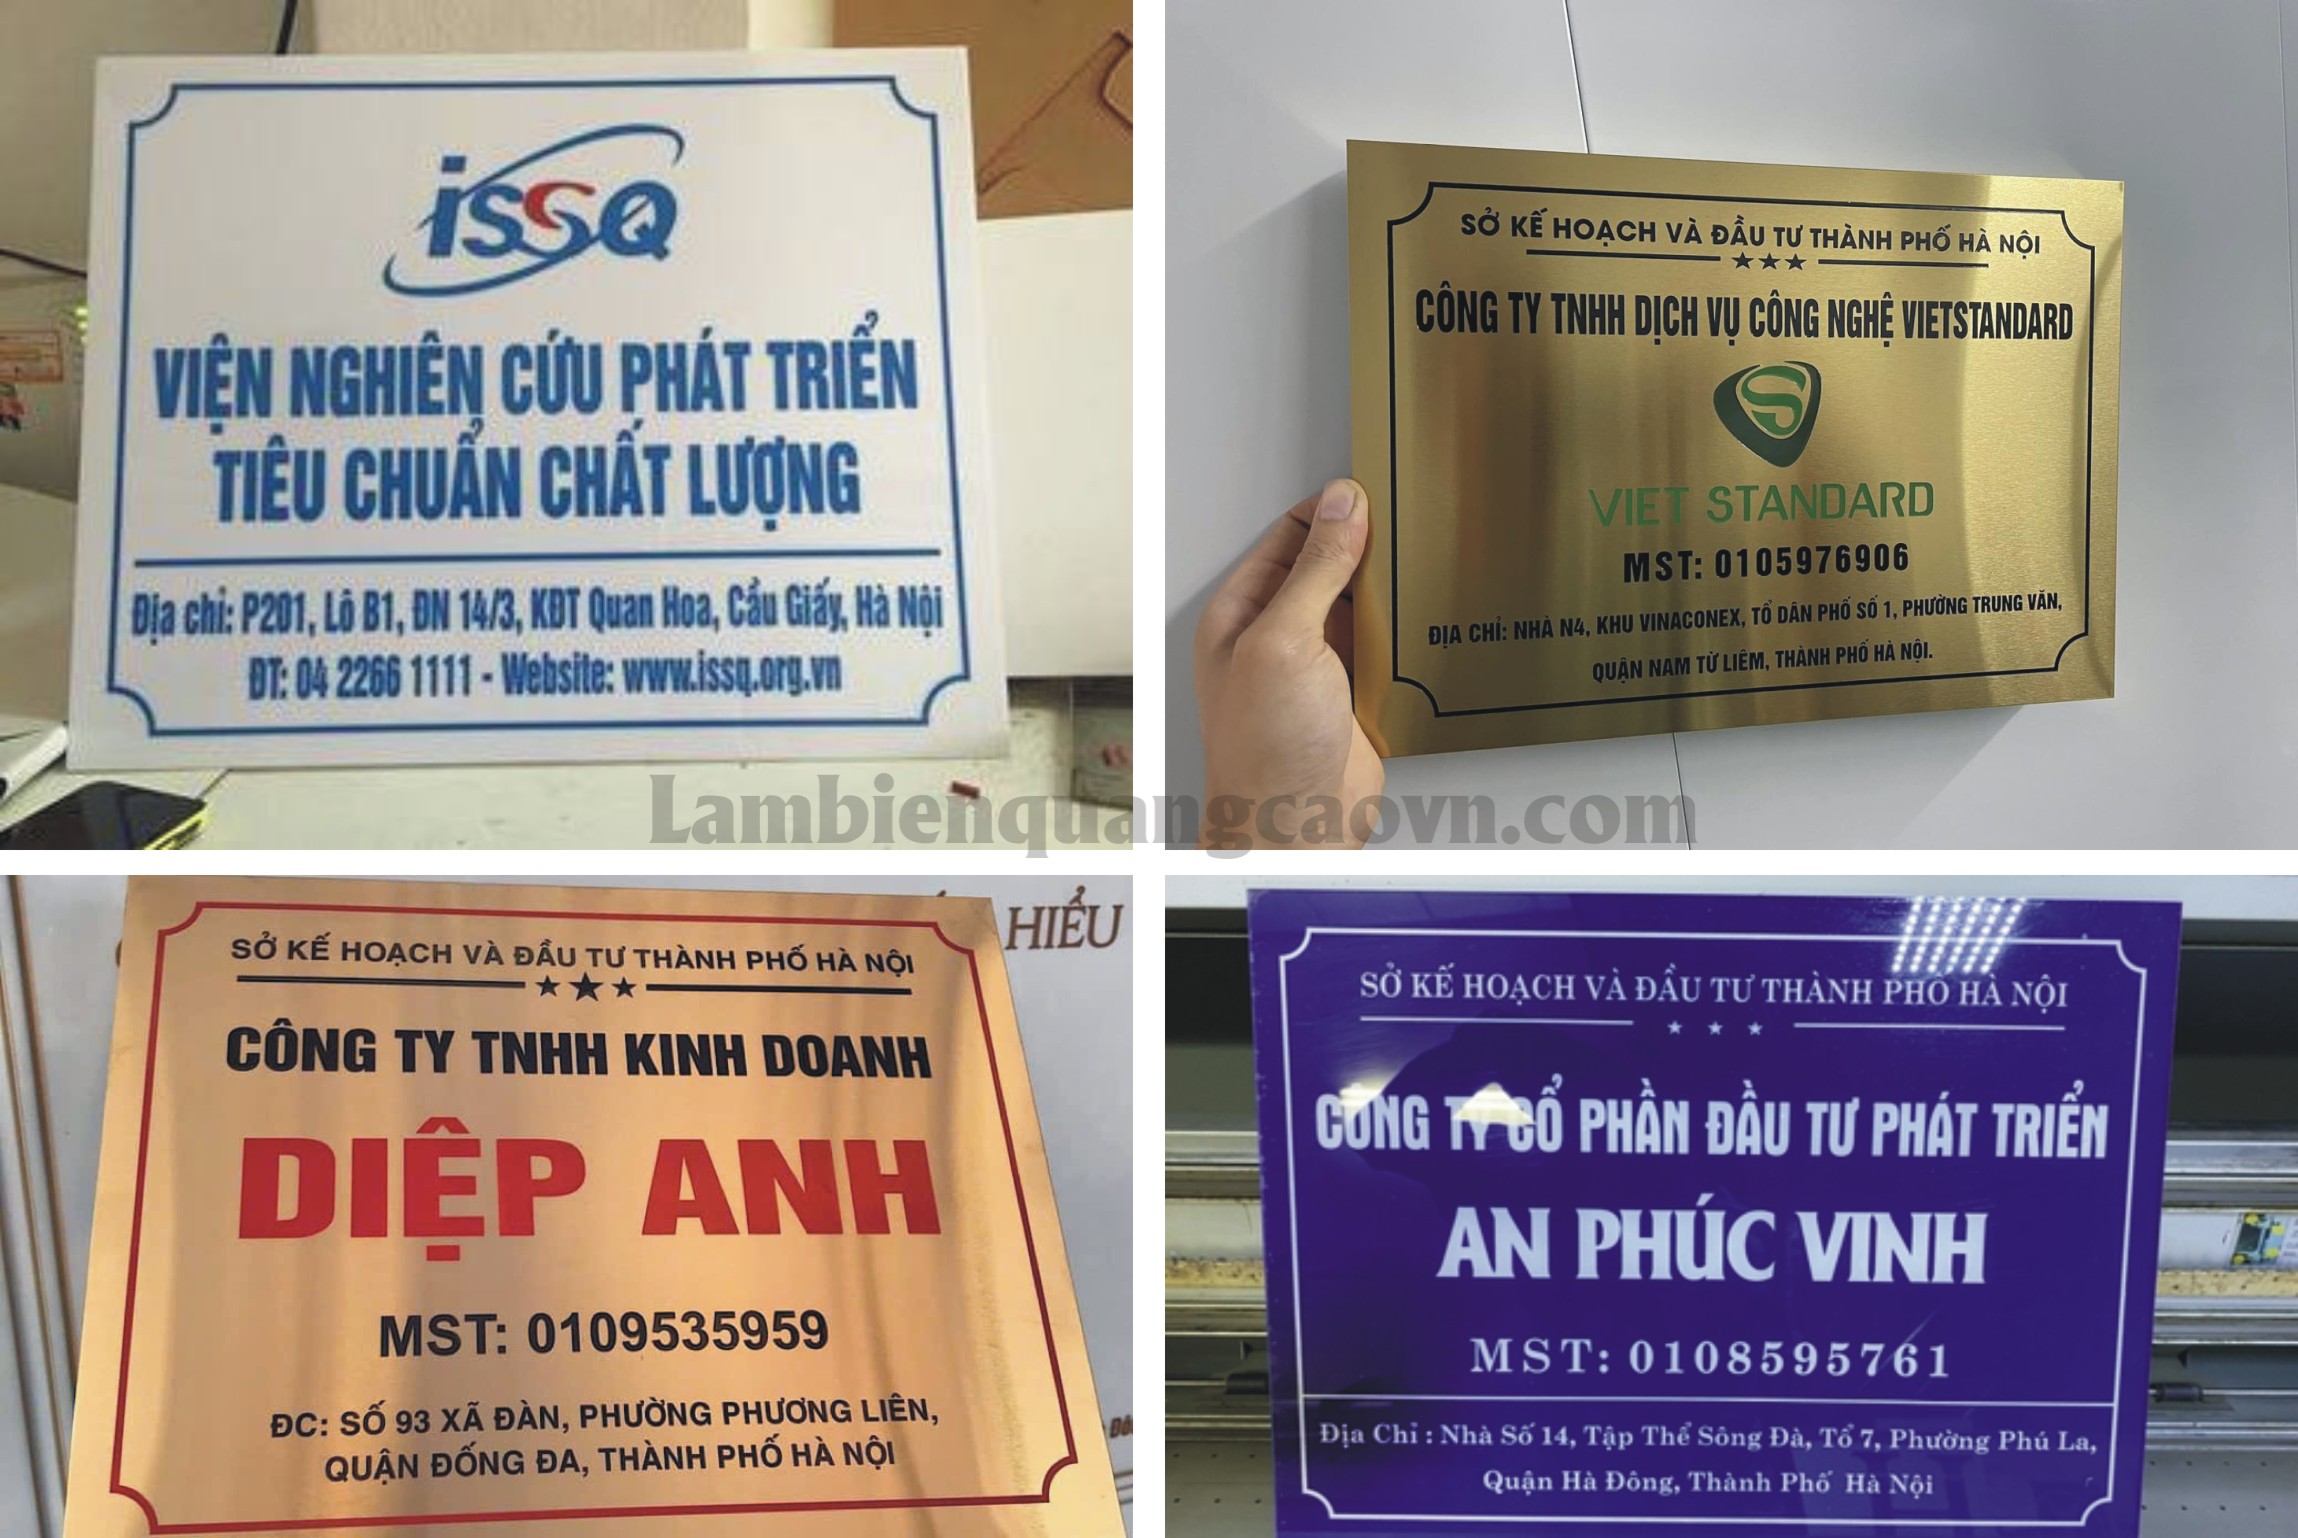 issQ
VIỆN NGHIÊN CỨU PHÁT TRIỂN
TIÊU CHUẨN CHẤT LƯỢNG
Địa chỉ: P201, Lô B1, ĐN 14/3, KĐT Quan Hoa, Cầu Giấy, Hà Nội
ĐT: 04 2266 1111 - Website: www.issq.org.vn
SỞ KẾ HOẠCH VÀ ĐẦU TƯ THÀNH PHỐ HÀ NỘI
CÔNG TY TNHH DỊCH VỤ CÔNG NGHỆ VIETSTANDARD
S
VIET STANDARD
MST: 0105976906
ĐỊA CHỈ: NHÀ N4, KHU VINACONEX, TỔ DÂN PHỐ SỐ 1, PHƯỜNG TRUNG VĂN,
QUẬN NAM TỪ LIÊM, THÀNH PHỐ HÀ NỘI.
Lambienquangcaovn.com
HIỂU
SỞ KẾ HOẠCH VÀ ĐẦU TƯ THÀNH PHỐ HÀ NỘI
CÔNG TY TNHH KINH DOANH
DIỆP ANH
MST: 0109535959
ĐC: SỐ 93 XÃ ĐÀN, PHƯỜNG PHƯƠNG LIÊN,
QUẬN ĐỐNG ĐA, THÀNH PHỐ HÀ NỘI
SỞ KẾ HOẠCH VÀ ĐẦU TƯ THÀNH PHỐ HÀ NỘI
CÔNG TY CỔ PHẦN ĐẦU TƯ PHÁT TRIỂN
AN PHÚC VINH
MST: 0108595761
Địa Chỉ : Nhà Số 14, Tập Thể Sông Đà, Tổ 7, Phường Phú La,
Quận Hà Đông, Thành Phố Hà Nội